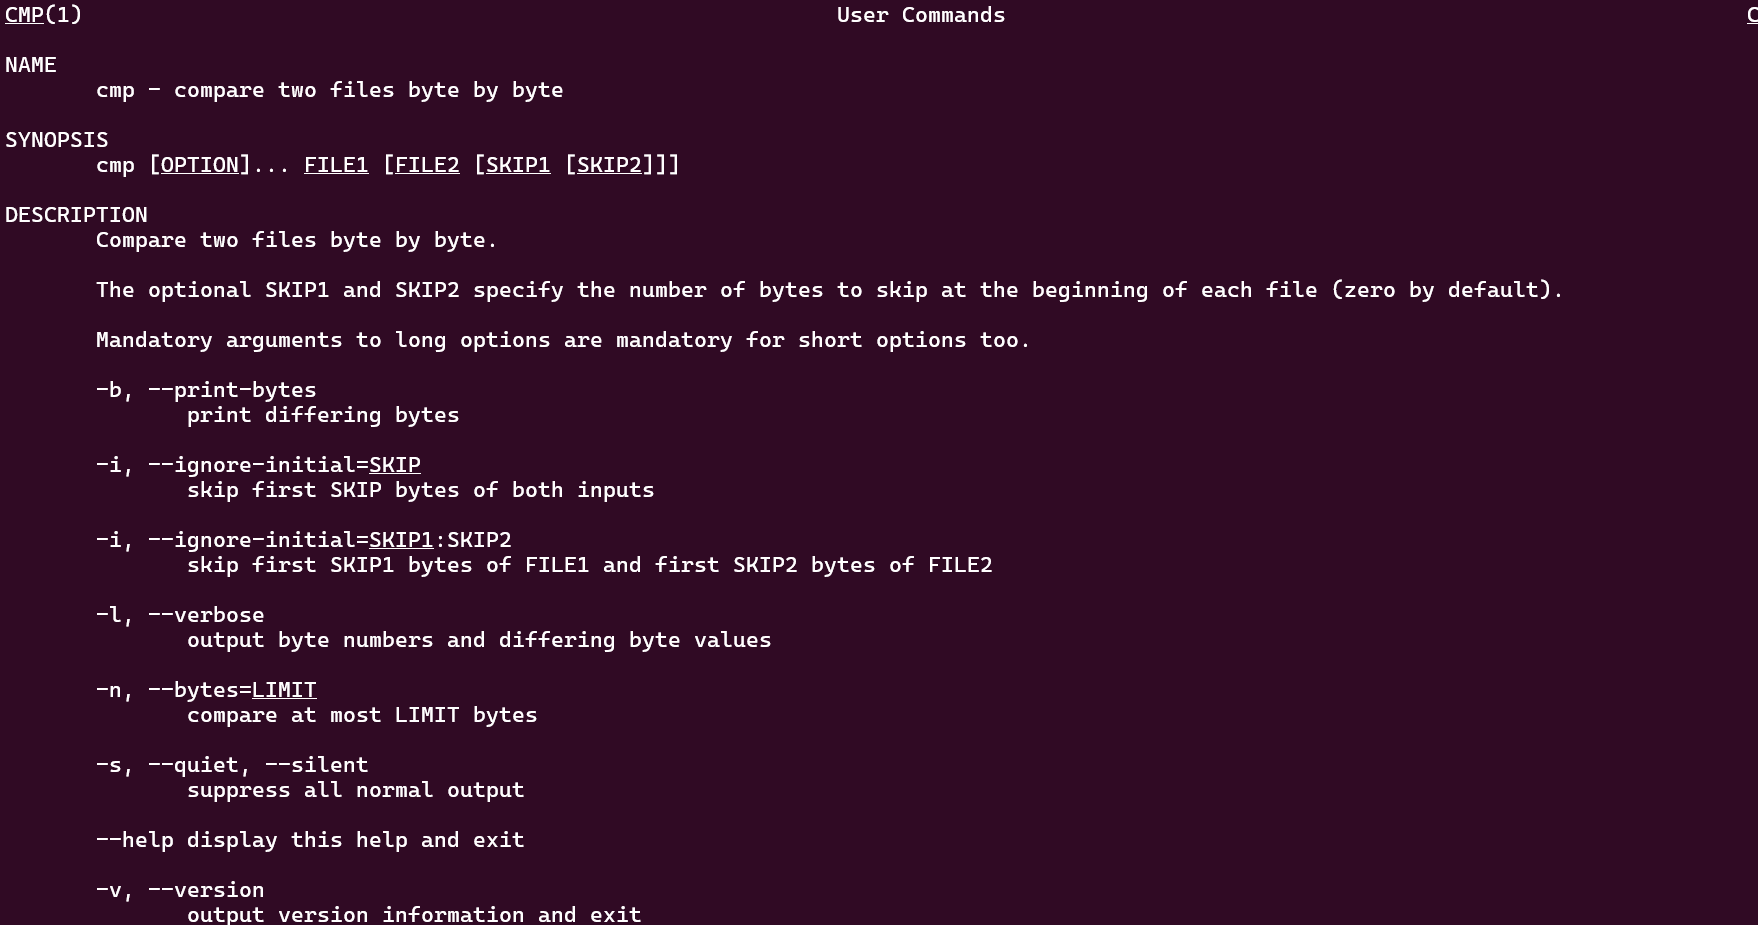 CMP(1) User Commands C
NAME
cmp - compare two files byte by byte
SYNOPSIS
cmp [OPTION]... FILE1 [FILE2 [SKIP1 [SKIP2]]]
DESCRIPTION
Compare two files byte by byte.
The optional SKIP1 and SKIP2 specify the number of bytes to skip at the beginning of each file (zero by default).
Mandatory arguments to long options are mandatory for short options too.
-b, --print-bytes
print differing bytes
-i, --ignore-initial=SKIP
skip first SKIP bytes of both inputs
-i, --ignore-initial=SKIP1:SKIP2
skip first SKIP1 bytes of FILE1 and first SKIP2 bytes of FILE2
-l, --verbose
output byte numbers and differing byte values
-n, --bytes=LIMIT
compare at most LIMIT bytes
-s, --quiet, --silent
suppress all normal output
--help display this help and exit
-v, --version
output version information and exit